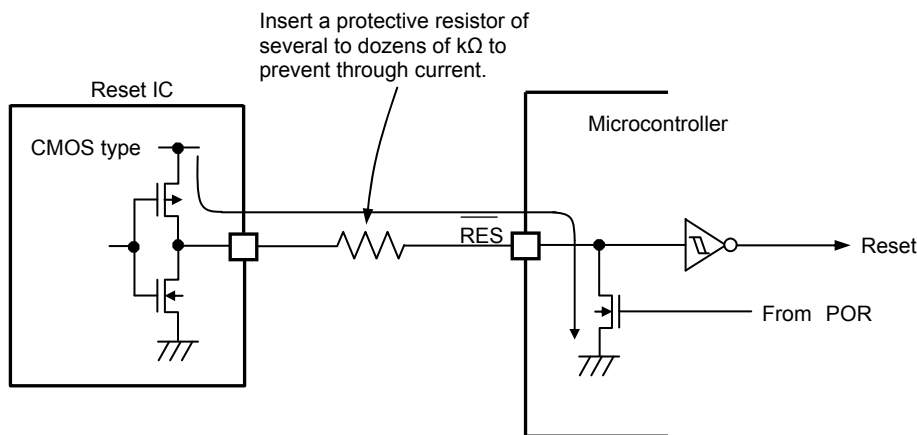 Insert a protective resistor of
several to dozens of kΩ to
prevent through current.
Reset IC
CMOS type
Microcontroller
RES
Reset
From POR